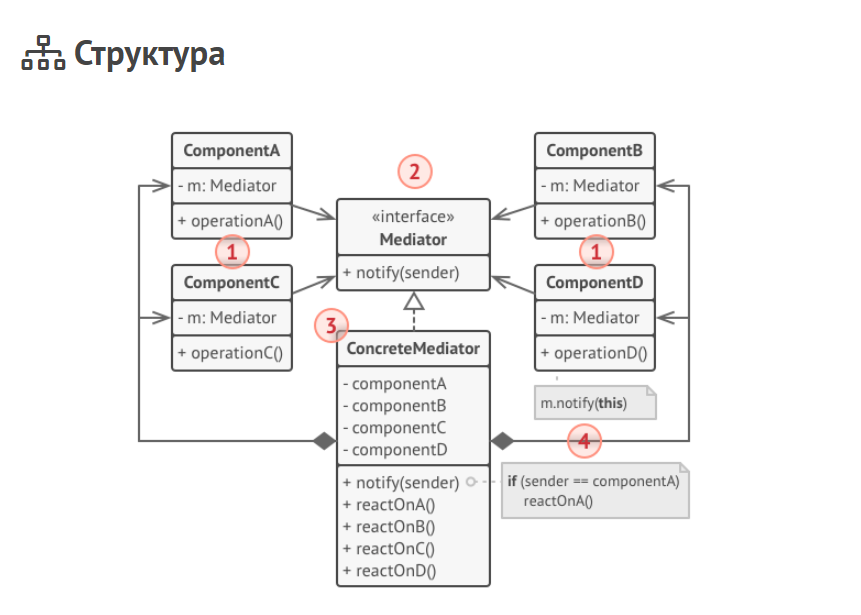 Структура
ComponentA
- m: Mediator
+ operationA()
1
ComponentC
- m: Mediator
+ operationC()
2
«interface»
Mediator
+ notify(sender)
3
ConcreteMediator
- componentA
- componentB
- componentC
- componentD
+ notify(sender)
+ reactOnA()
+ reactOnB()
+ reactOnC()
+ reactOnD()
ComponentB
- m: Mediator
+ operationB()
1
ComponentD
- m: Mediator
+ operationD()
m.notify(this)
4
if (sender == componentA)
reactOnA()